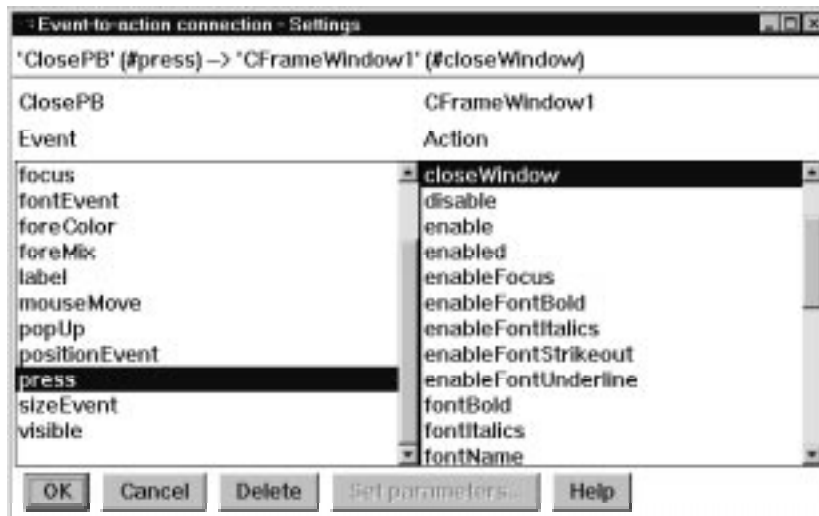 Event-to-action connection - Settings
'ClosePB' (#press) --> 'CFrameWindow1' (#closeWindow)
ClosePB
CFrameWindow1
Event
Action
focus
fontEvent
foreColor
foreMix
label
mouseMove
popUp
positionEvent
press
sizeEvent
visible
closeWindow
disable
enable
enabled
enableFocus
enableFontBold
enableFontItalics
enableFontStrikeout
enableFontUnderline
fontBold
fontItalics
fontName
OK
Cancel
Delete
Set parameters...
Help